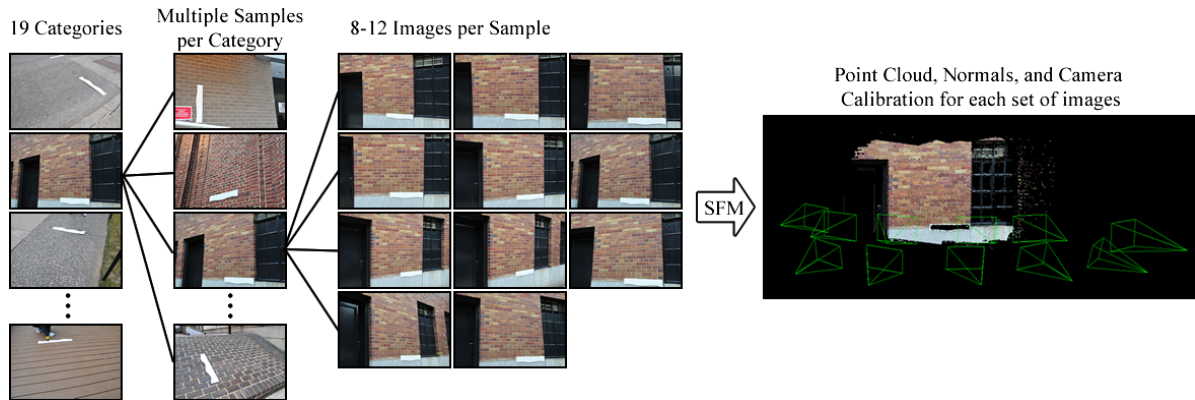 19 Categories
Multiple Samples
per Category
8-12 Images per Sample
SFM
Point Cloud, Normals, and Camera
Calibration for each set of images